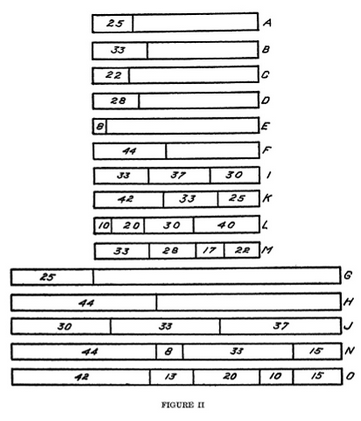 25 A
33 B
22 C
28 D
8 E
44 F
33 37 30 I
42 33 25 K
10 20 30 40 L
33 28 17 22 M
25 G
44 H
30 33 37 J
44 8 33 15 N
42 13 20 10 15 O
FIGURE II